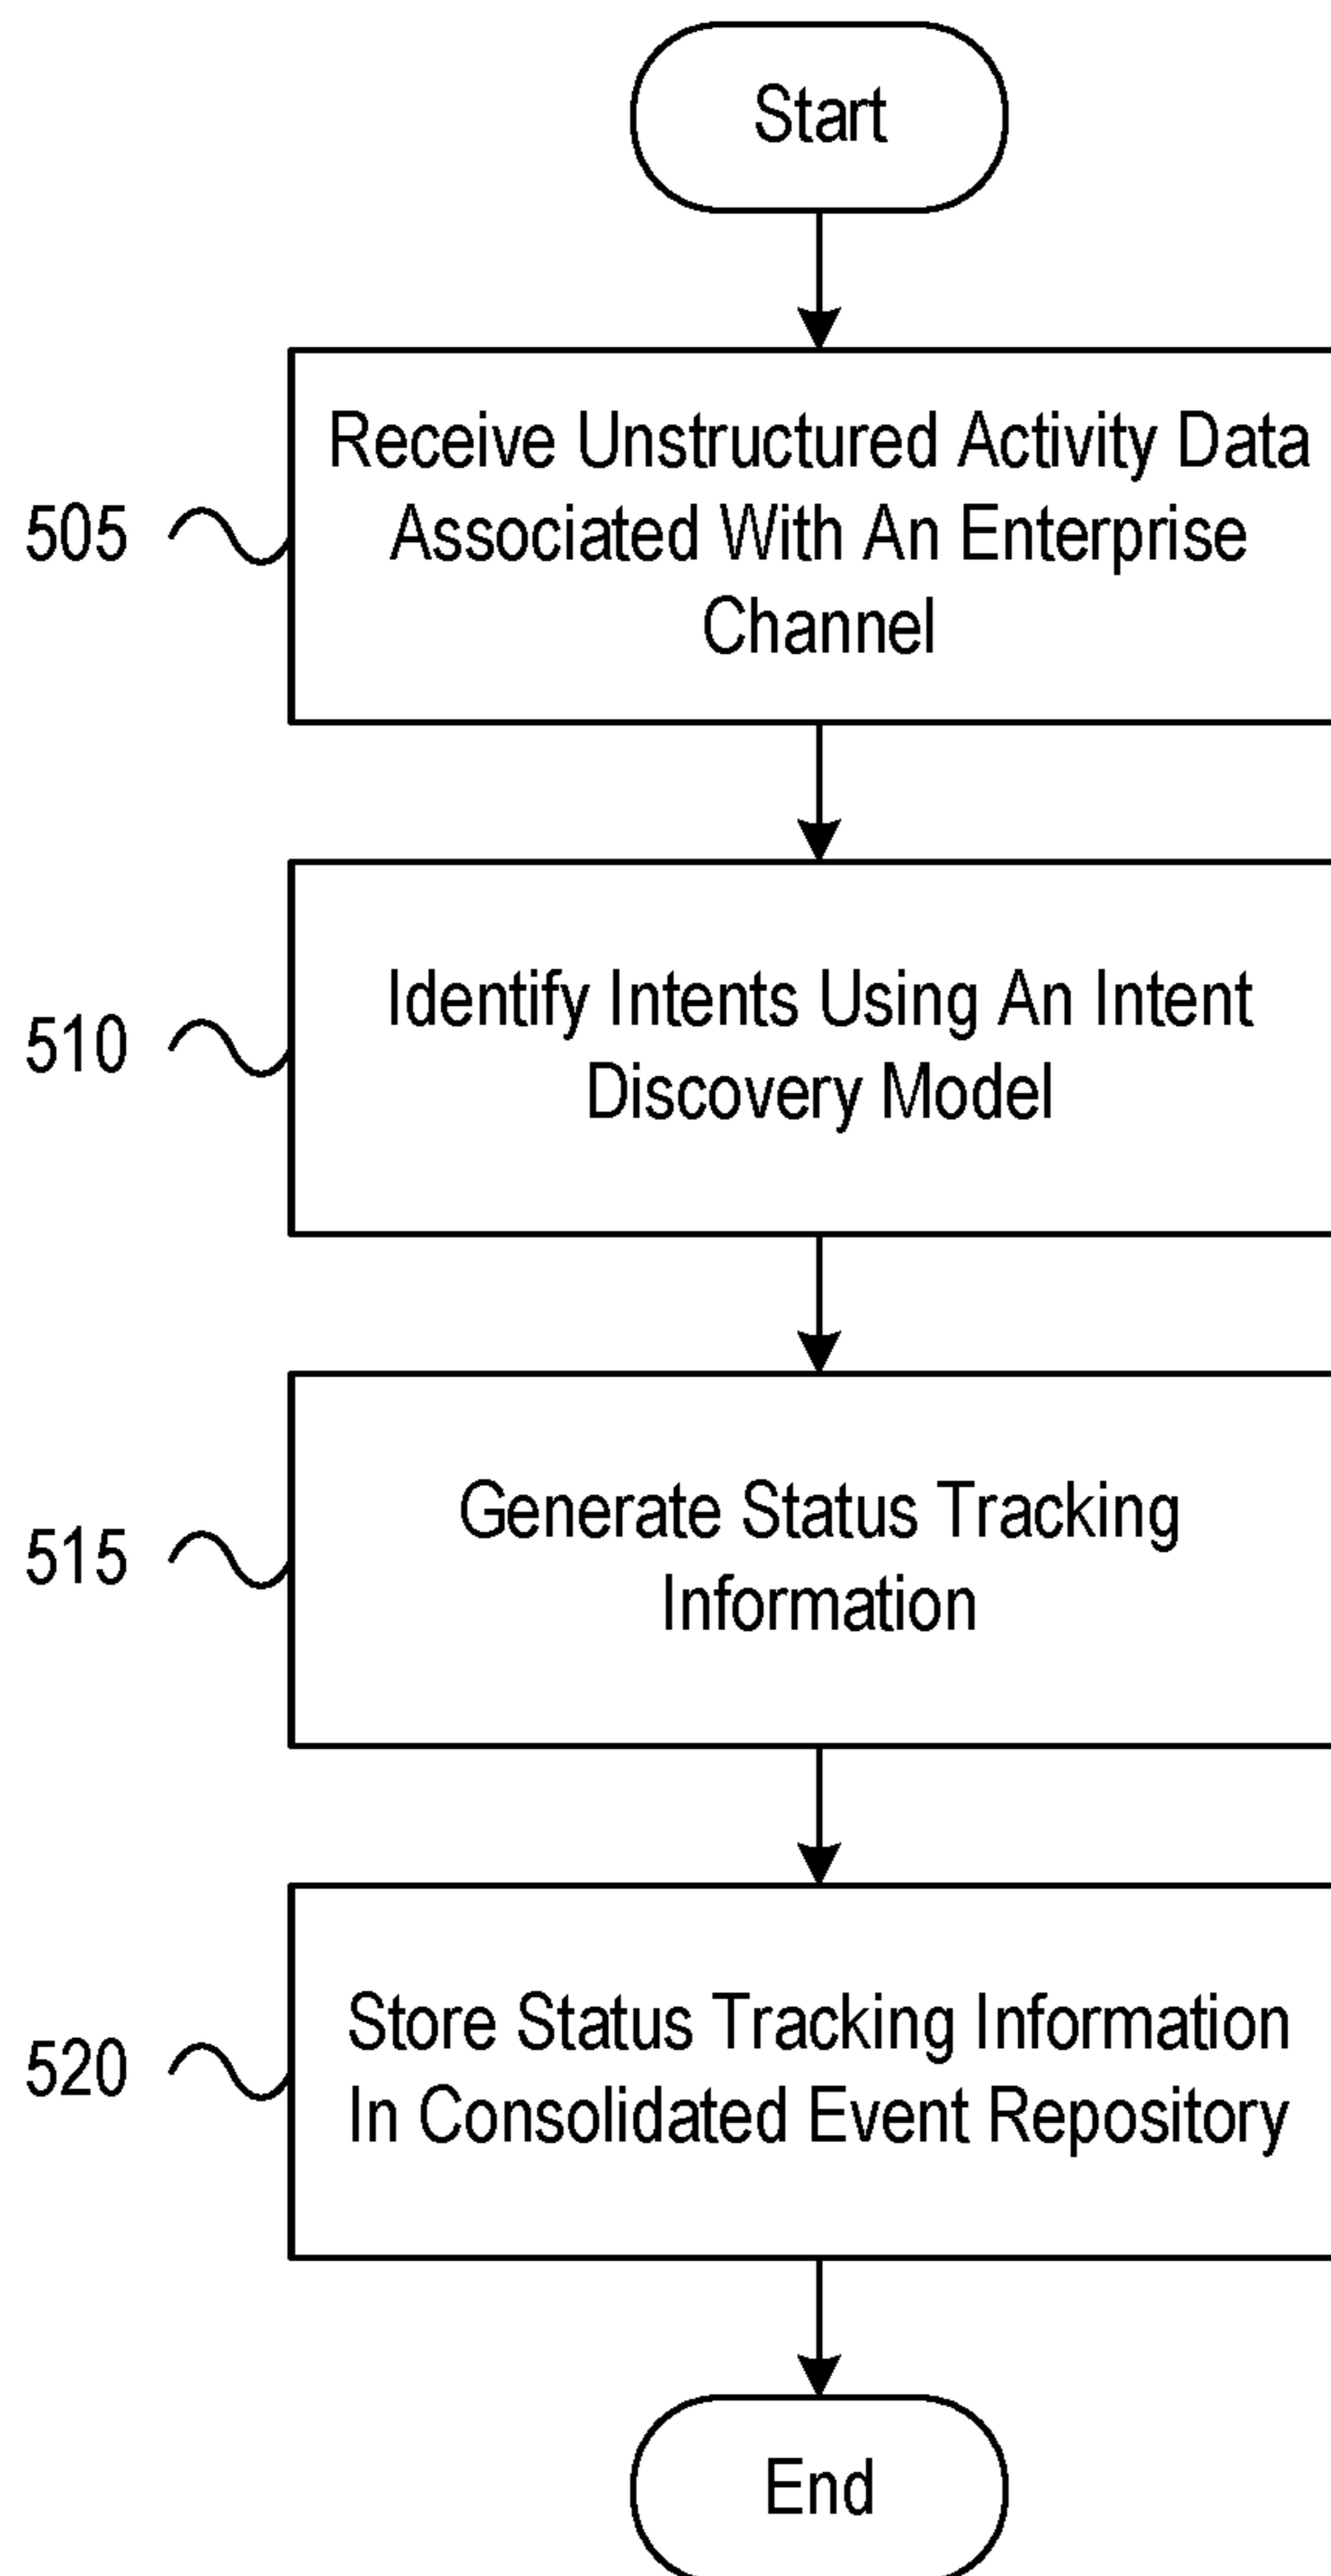 Start
505
Receive Unstructured Activity Data
Associated With An Enterprise
Channel
510
Identify Intents Using An Intent
Discovery Model
515
Generate Status Tracking
Information
520
Store Status Tracking Information
In Consolidated Event Repository
End